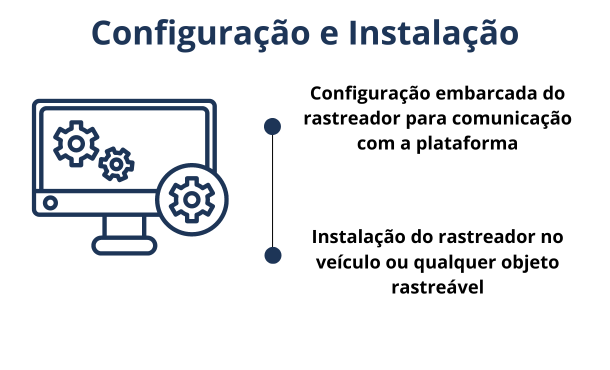 Configuração e Instalação
Configuração embarcada do
rastreador para comunicação
com a plataforma
Instalação do rastreador no
veículo ou qualquer objeto
rastreável